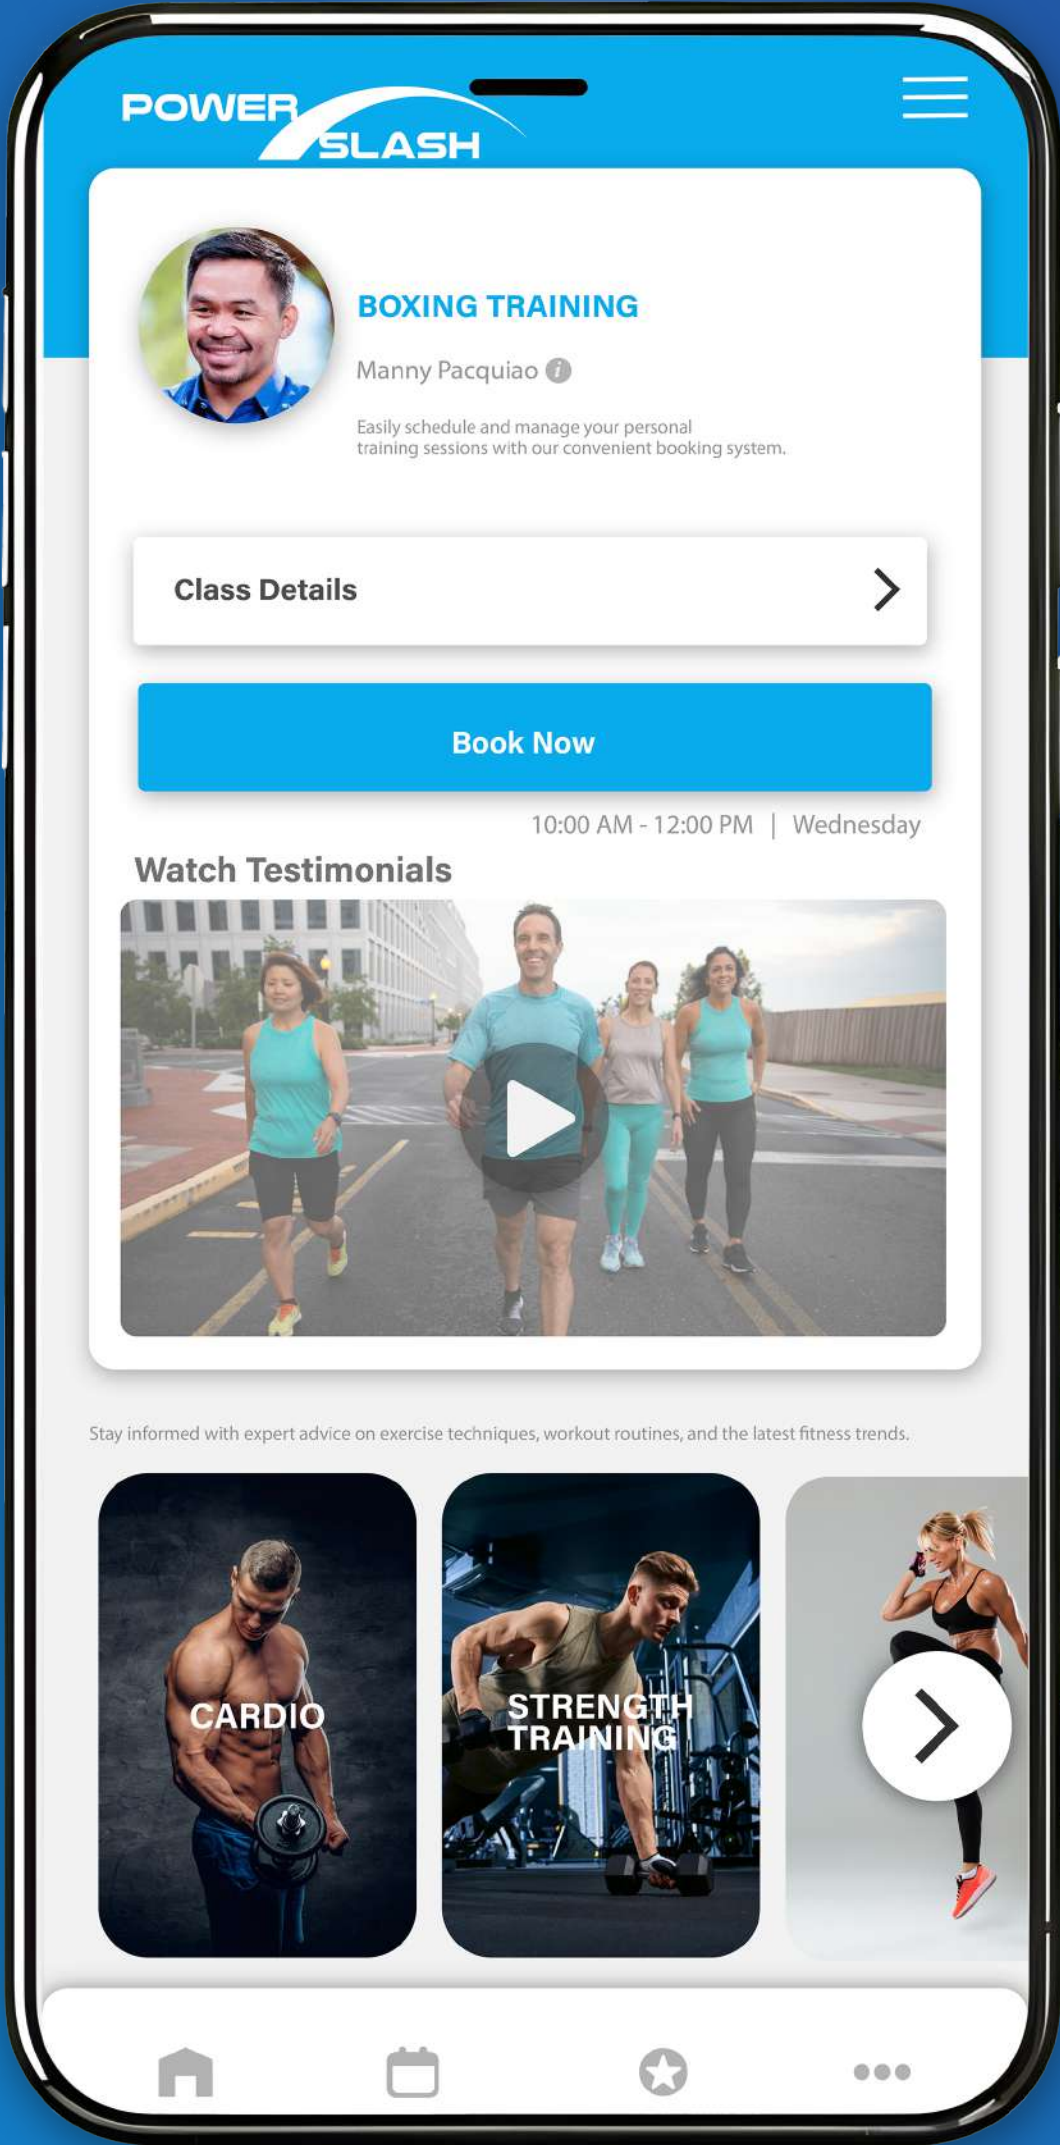 POWER
SLASH
BOXING TRAINING
Manny Pacquiao i
Easily schedule and manage your personal
training sessions with our convenient booking system.
Class Details
Book Now
10:00 AM - 12:00 PM | Wednesday
Watch Testimonials
Stay informed with expert advice on exercise techniques, workout routines, and the latest fitness trends.
CARDIO
STRENGTH
TRAINING